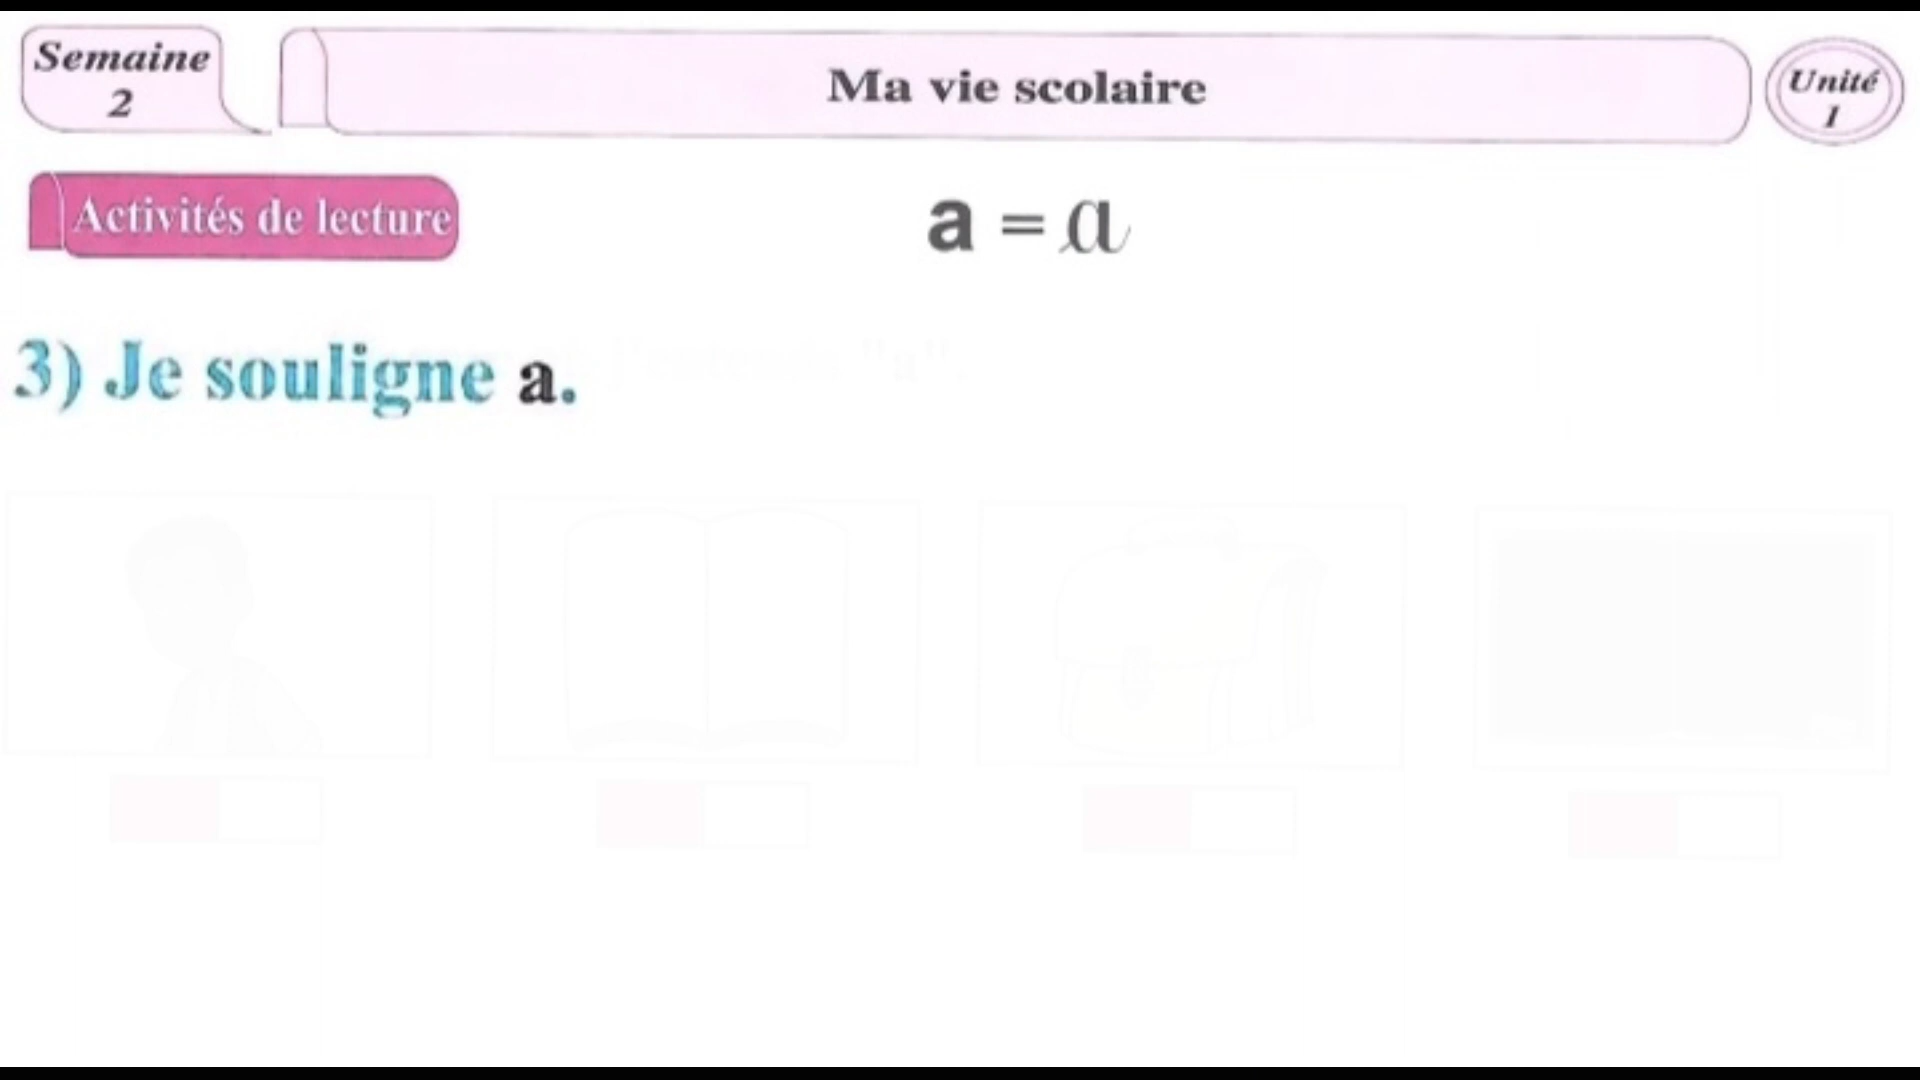 Semaine
2
Ma vie scolaire
Unité
1
Activités de lecture
a = a
3) Je souligne a.